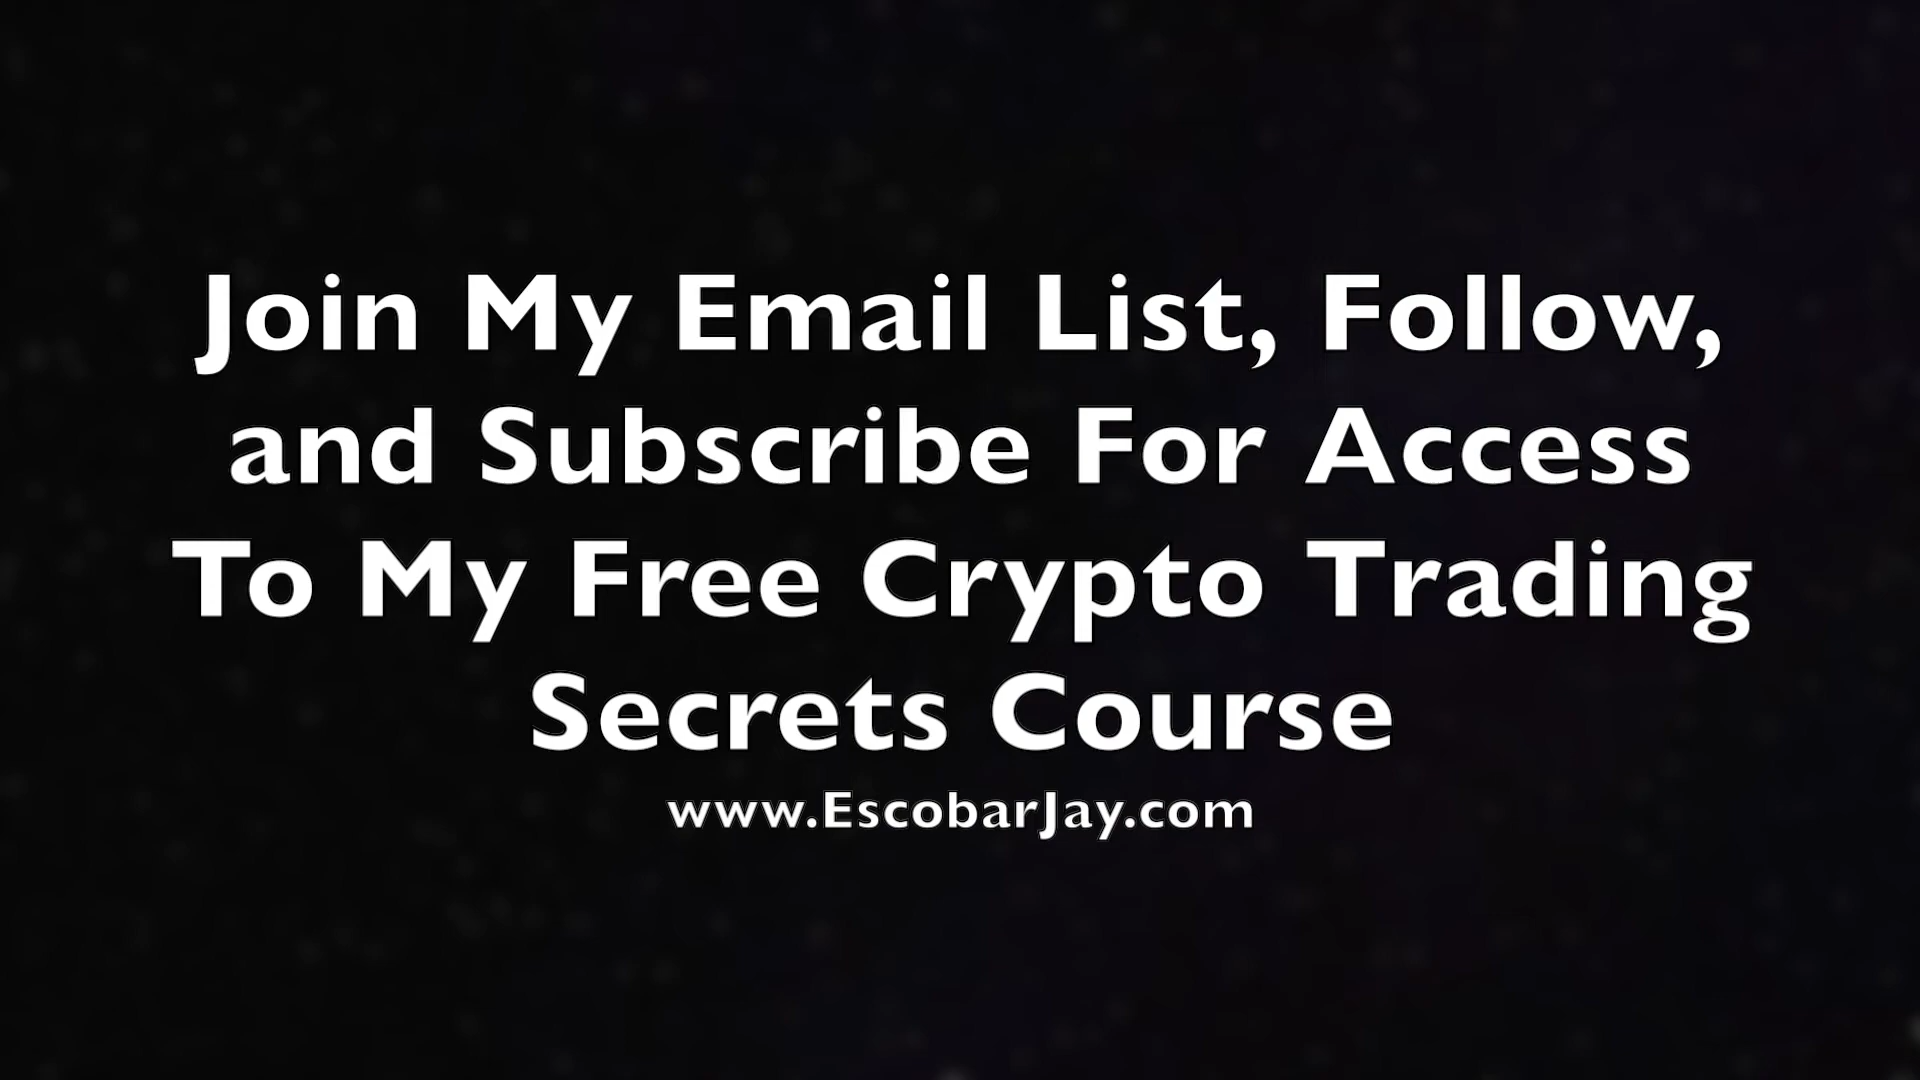 Join My Email List, Follow,
and Subscribe For Access
To My Free Crypto Trading
Secrets Course
www.EscobarJay.com